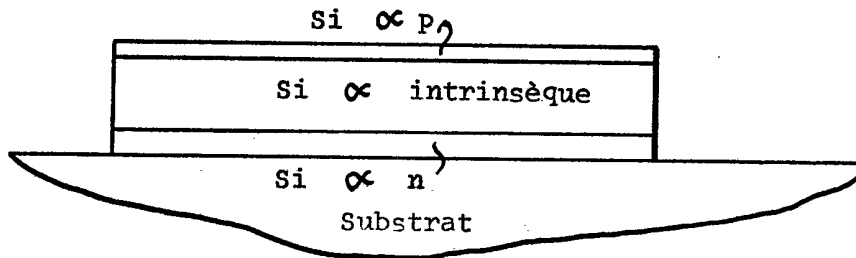 Si ∝ p
Si ∝ intrinsèque
Si ∝ n
Substrat